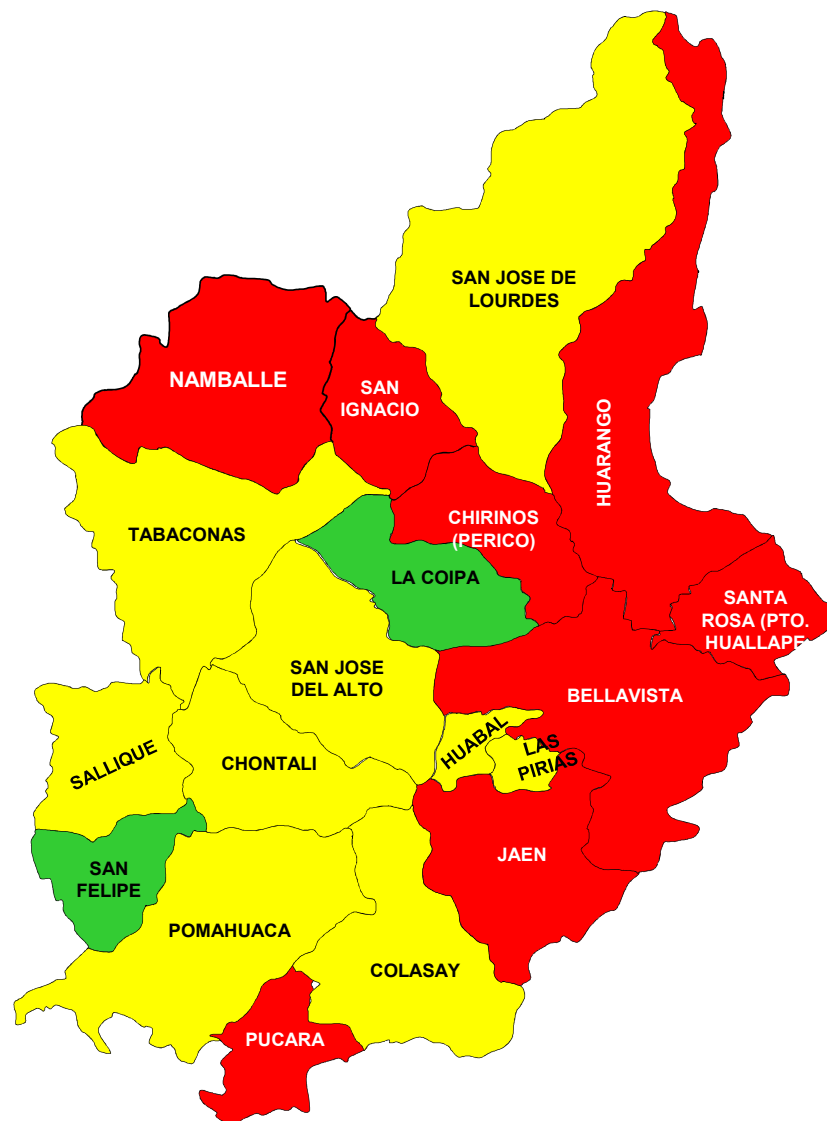 SAN JOSE DE
LOURDES
NAMBALLE
SAN
IGNACIO
HUARANGO
CHIRINOS
(PERICO)
TABACONAS
LA COIPA
SANTA
ROSA (PTO.
HUALLAPE
SAN JOSE
DEL ALTO
BELLAVISTA
HUABAL
LAS
PIRIAS
SALLIQUE
CHONTALI
JAEN
SAN
FELIPE
POMAHUACA
COLASAY
PUCARA